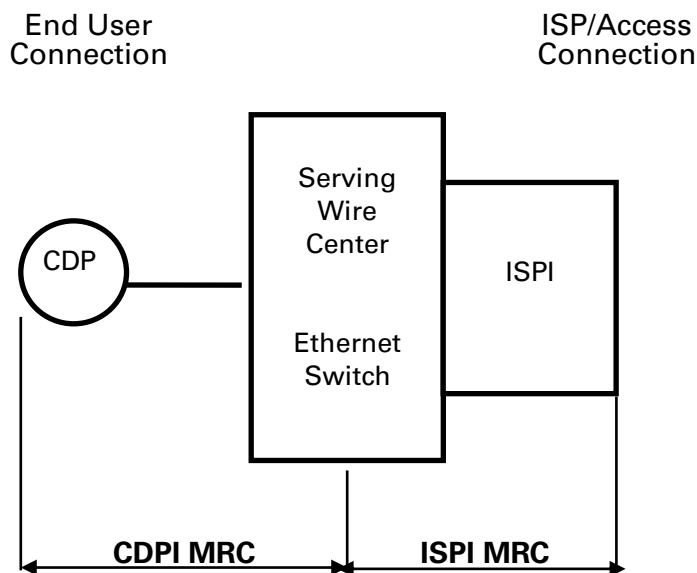 End User
Connection
ISP/Access
Connection
Serving
Wire
Center
CDP
ISPI
Ethernet
Switch
CDPI MRC
ISPI MRC